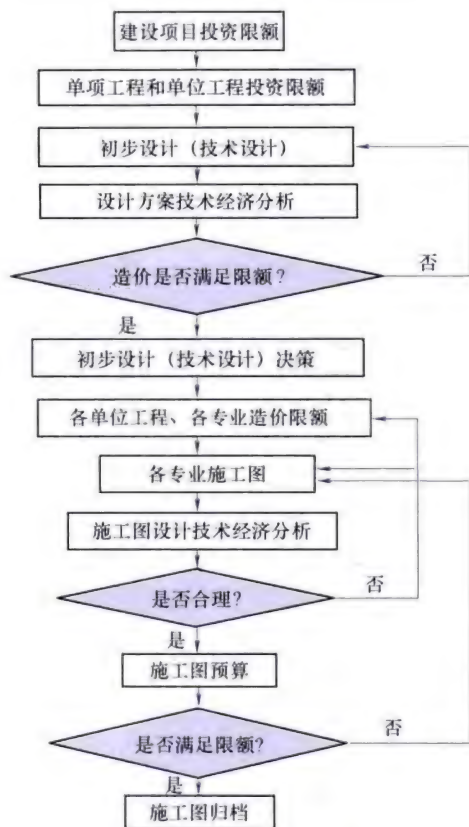 建设项目投资限额
单项工程和单位工程投资限额
初步设计（技术设计）
设计方案技术经济分析
造价是否满足限额？
否
是
初步设计（技术设计）决策
各单位工程、各专业造价限额
各专业施工图
施工图设计技术经济分析
是否合理？
否
是
施工图预算
是否满足限额？
否
是
施工图归档